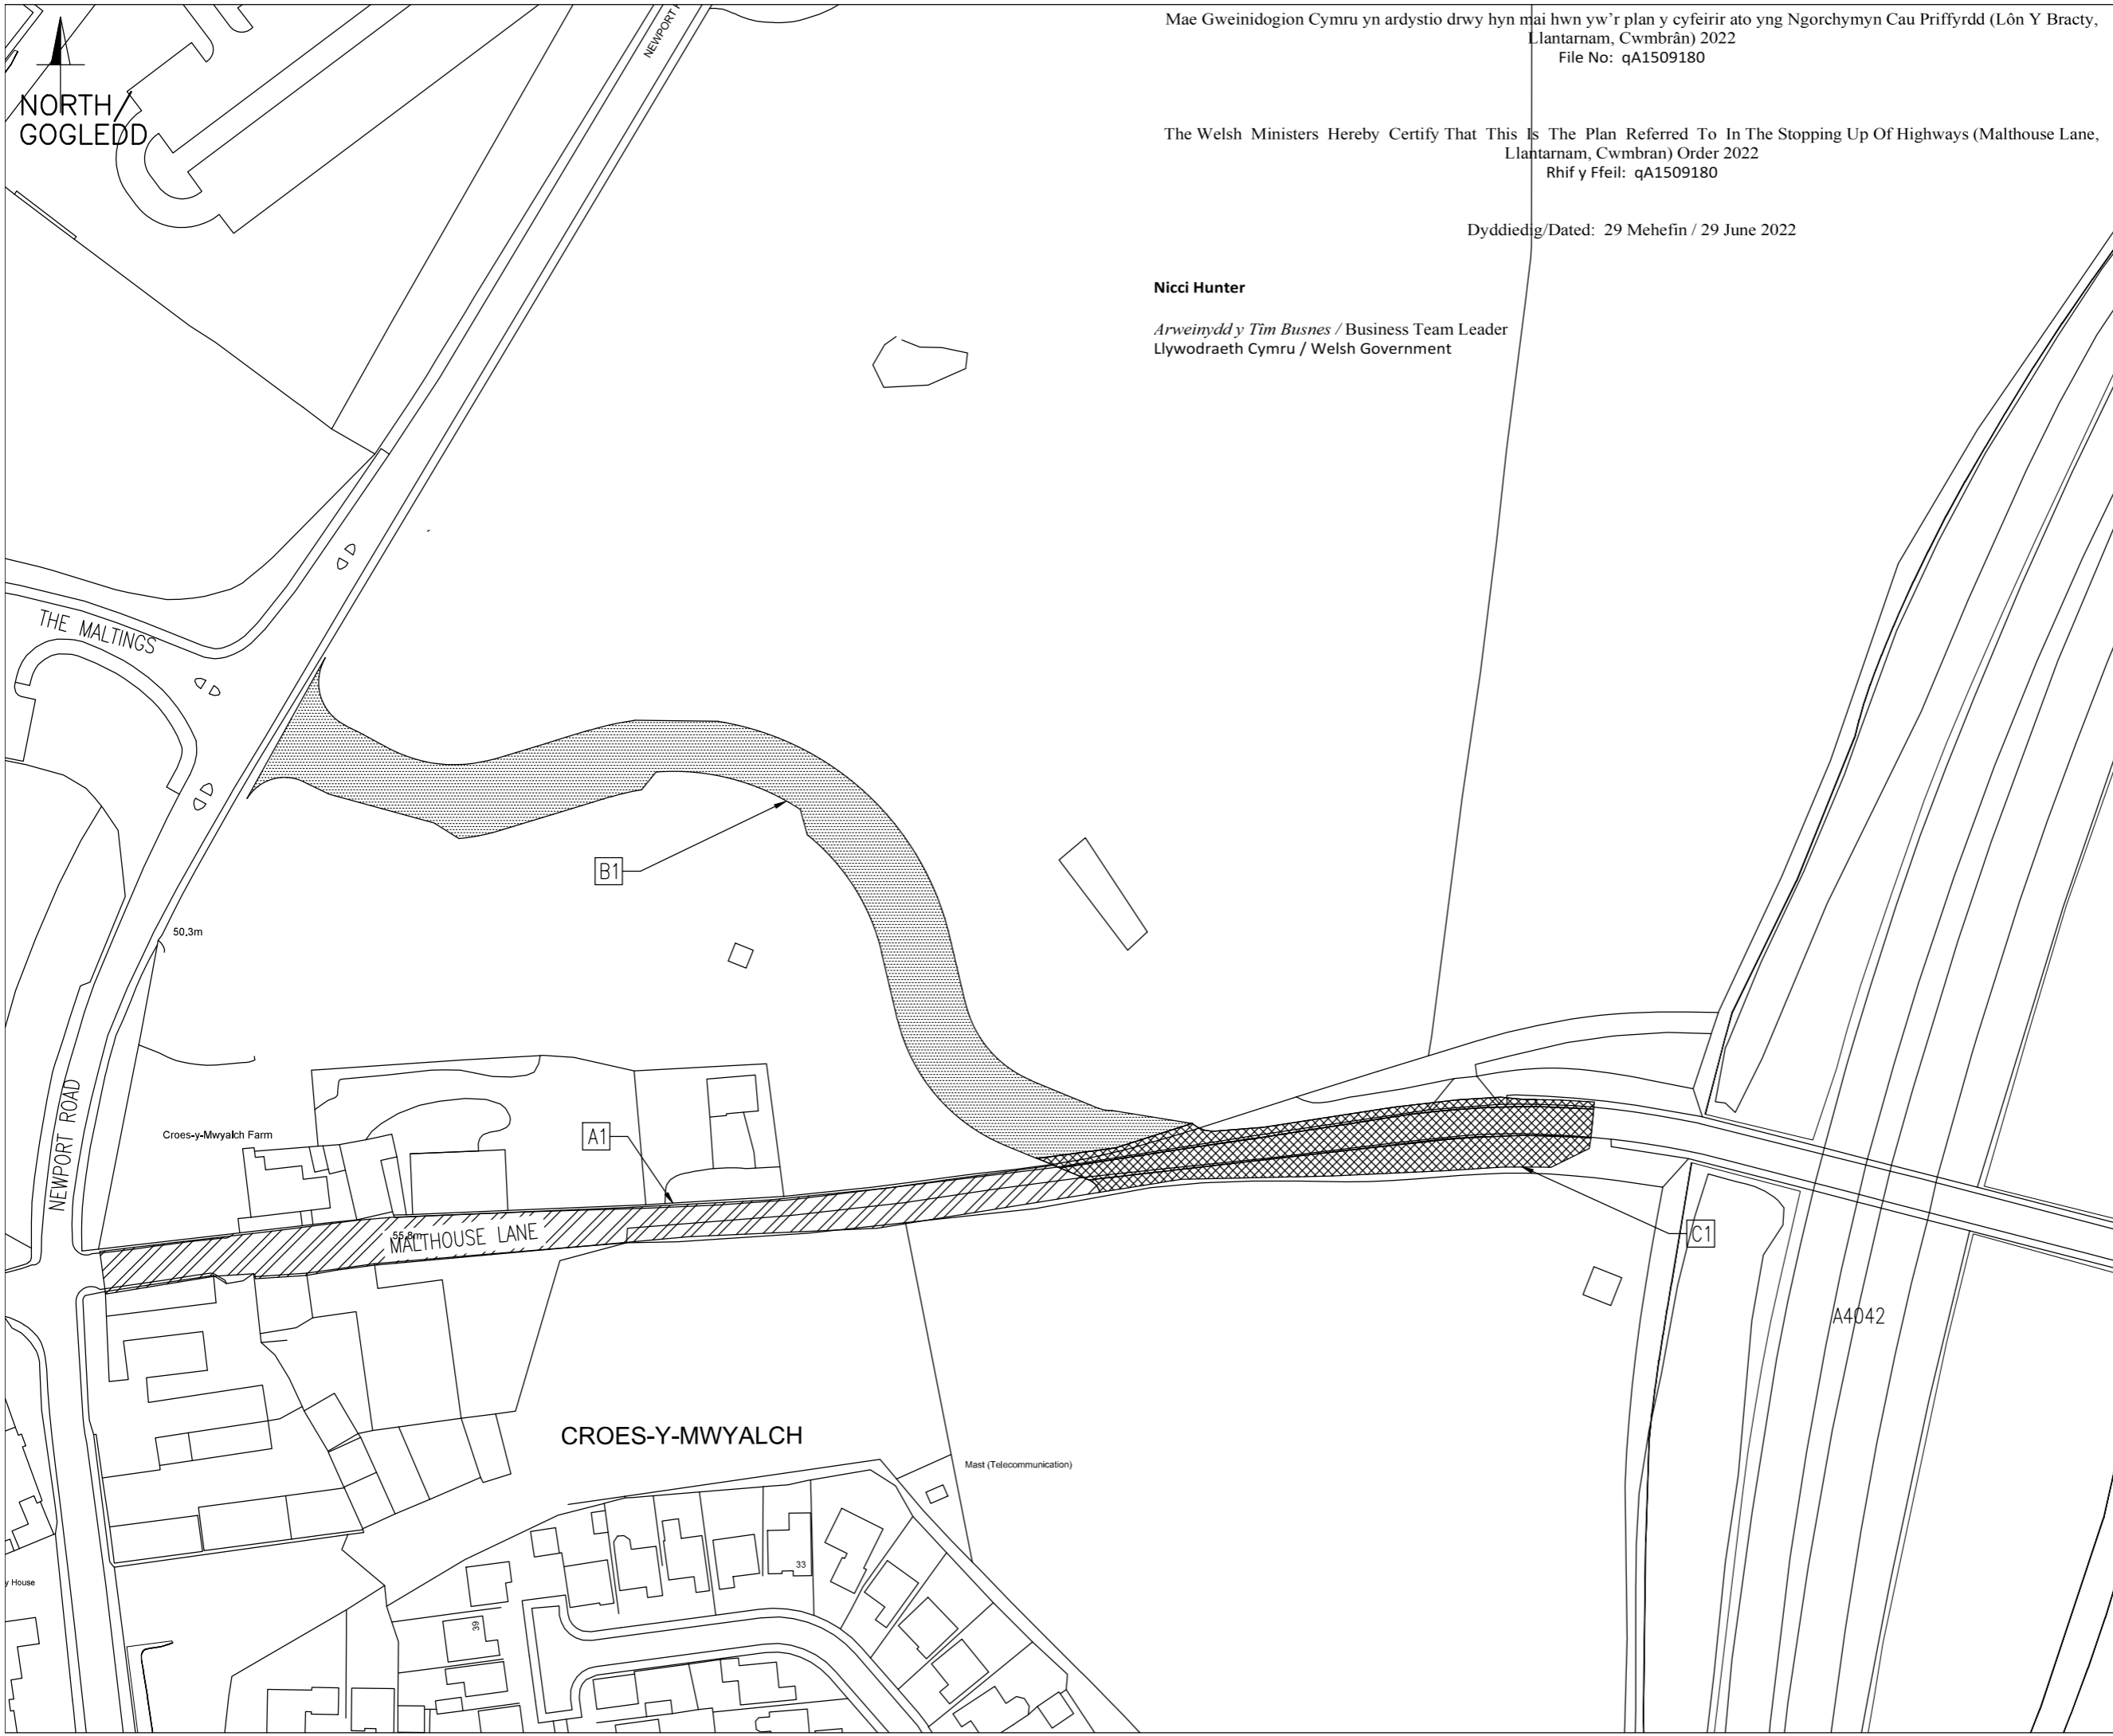 Mae Gweinidogion Cymru yn ardystio drwy hyn mai hwn yw'r plan y cyfeirir ato yng Ngorchymyn Cau Priffyrdd (Lôn Y Bracty,
Llantarnam, Cwmbrân) 2022
File No: qA1509180
The Welsh Ministers Hereby Certify That This Is The Plan Referred To In The Stopping Up Of Highways (Malthouse Lane,
Llantarnam, Cwmbran) Order 2022
Rhif y Ffeil: qA1509180
Dyddiedig/Dated: 29 Mehefin / 29 June 2022
Nicci Hunter
Arweinydd y Tîm Busnes / Business Team Leader
Llywodraeth Cymru / Welsh Government
NORTH/
GOGLEDD
NEWPORT
THE MALTINGS
B1
50.3m
NEWPORT ROAD
Croes-y-Mwyalch Farm
A1
55.8m
MALTHOUSE LANE
C1
A4042
CROES-Y-MWYALCH
Mast (Telecommunication)
33
39
y House